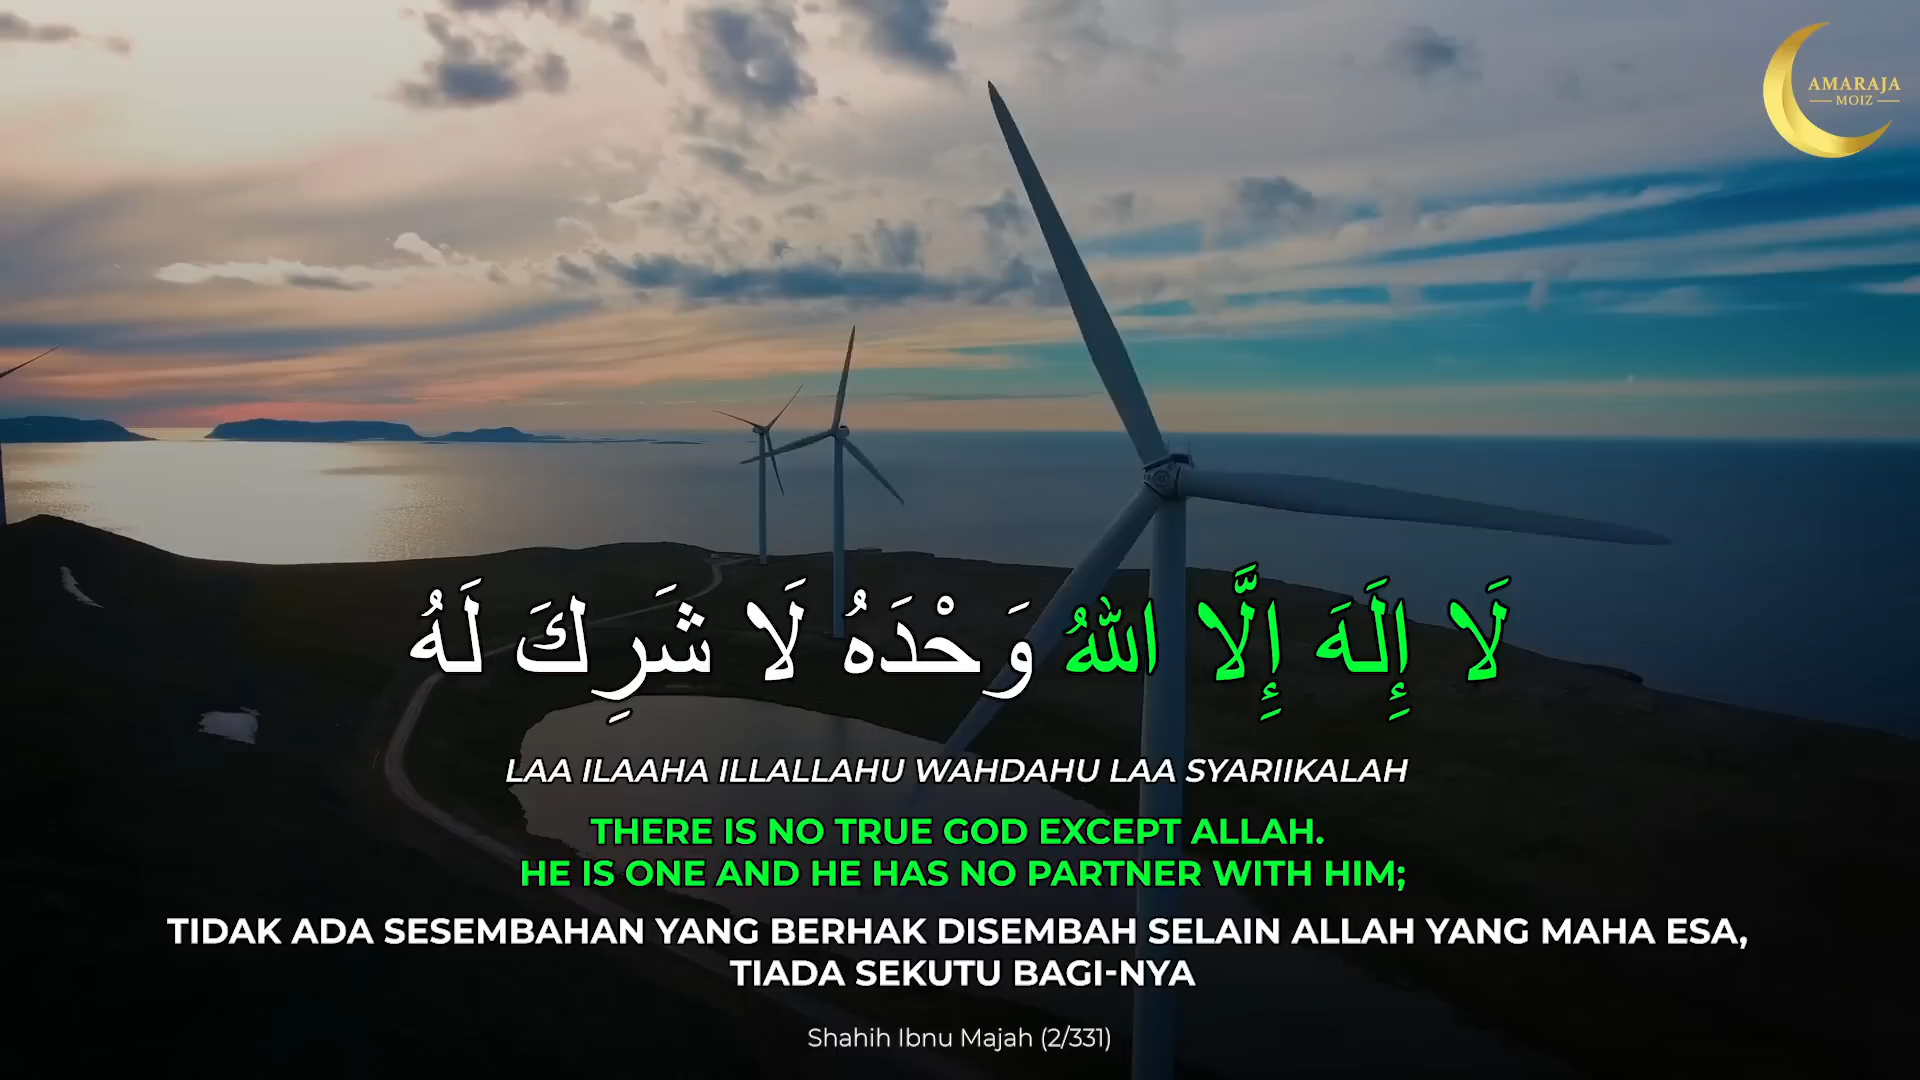 AMARAJA
MOIZ
لَا إِلَهَ إِلَّا اللهُ وَحْدَهُ لَا شَرِكَ لَهُ
LAA ILAAHA ILLALLAHU WAHDAHU LAA SYARIIKALAH
THERE IS NO TRUE GOD EXCEPT ALLAH.
HE IS ONE AND HE HAS NO PARTNER WITH HIM;
TIDAK ADA SESEMBAHAN YANG BERHAK DISEMBAH SELAIN ALLAH YANG MAHA ESA,
TIADA SEKUTU BAGI-NYA
Shahih Ibnu Majah (2/331)